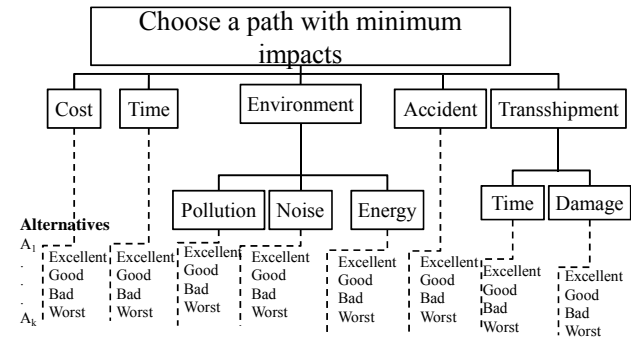 Choose a path with minimum
impacts
Cost
Time
Environment
Accident
Transshipment
Pollution
Noise
Energy
Time
Damage
Alternatives
A1
.
.
.
Ak
Excellent
Good
Bad
Worst
Excellent
Good
Bad
Worst
Excellent
Good
Bad
Worst
Excellent
Good
Bad
Worst
Excellent
Good
Bad
Worst
Excellent
Good
Bad
Worst
Excellent
Good
Bad
Worst
Excellent
Good
Bad
Worst